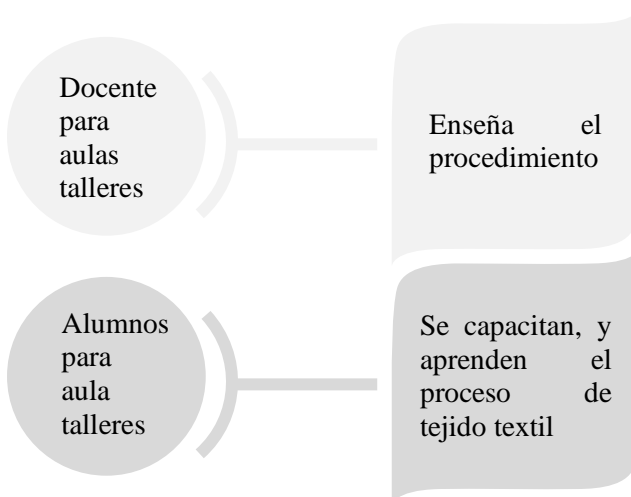 Docente
para
aulas
talleres
Enseña el
procedimiento
Alumnos
para
aula
talleres
Se capacitan, y
aprenden el
proceso de
tejido textil